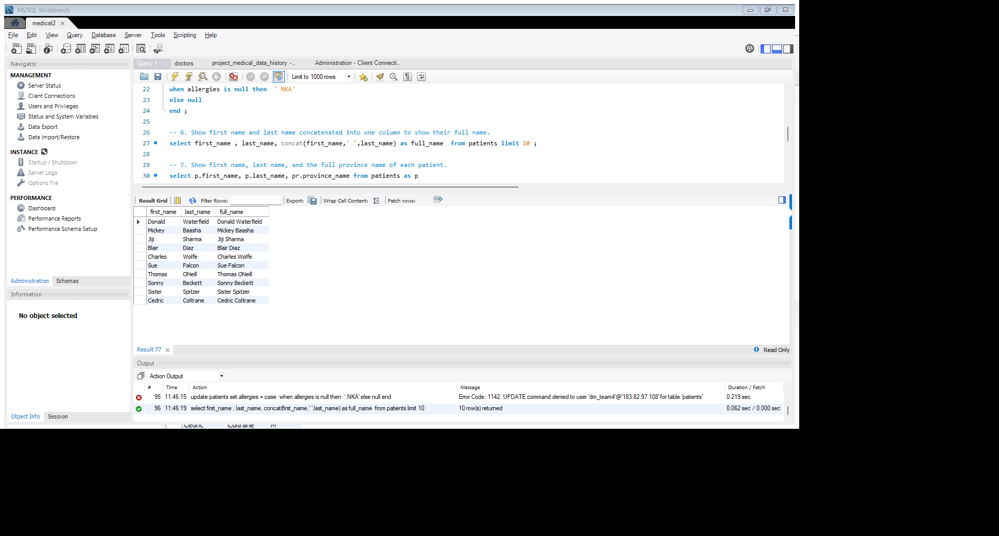 MySQL Workbench
medical2
File Edit View Query Database Server Tools Scripting Help
Navigator
MANAGEMENT
Server Status
Client Connections
Users and Privileges
Status and System Variables
Data Export
Data Import/Restore
INSTANCE
Startup / Shutdown
Server Logs
Options File
PERFORMANCE
Dashboard
Performance Reports
Performance Schema Setup
Administration Schemas
Information
No object selected
Object Info Session
Query 1 doctors project_medical_data_history -... Administration - Client Connecti...
Limit to 1000 rows
22 when allergies is null then ' NKA'
23 else null
24 end ;
25
26 -- 6. Show first name and last name concatenated into one column to show their full name.
27 select first_name , last_name, concat(first_name,' ',last_name) as full_name from patients limit 10 ;
28
29 -- 7. Show first name, last name, and the full province name of each patient.
30 select p.first_name, p.last_name, pr.province_name from patients as p
Result Grid Filter Rows: Export: Wrap Cell Content: Fetch rows:
first_name last_name full_name
Donald Waterfield Donald Waterfield
Mickey Baasha Mickey Baasha
Jiji Sharma Jiji Sharma
Blair Diaz Blair Diaz
Charles Wolfe Charles Wolfe
Sue Falcon Sue Falcon
Thomas ONeill Thomas ONeill
Sonny Beckett Sonny Beckett
Sister Spitzer Sister Spitzer
Cedric Coltrane Cedric Coltrane
Result 77 Read Only
Output
Action Output
# Time Action Message Duration / Fetch
95 11:46:15 update patients set allergies = case when allergies is null then ' NKA' else null end Error Code: 1142. UPDATE command denied to user 'dm_team4'@'183.82.97.108' for table 'patients' 0.219 sec
96 11:46:19 select first_name , last_name, concat(first_name,' ',last_name) as full_name from patients limit 10 10 row(s) returned 0.062 sec / 0.000 sec
Cedric Coltrane M